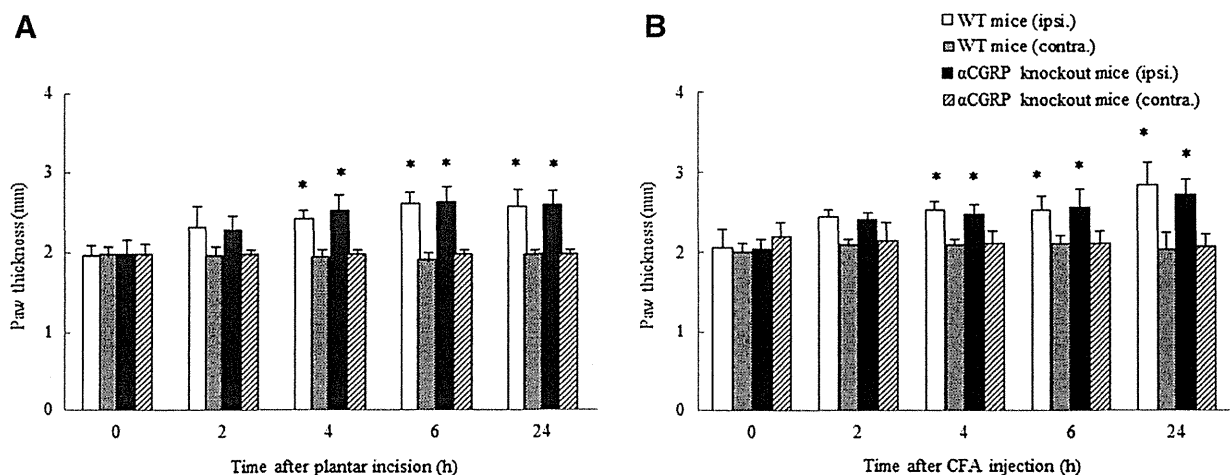 A
B
WT mice (ipsi.)
WT mice (contra.)
αCGRP knockout mice (ipsi.)
αCGRP knockout mice (contra.)
Paw thickness (mm)
4
3
2
1
0
* * * * * *
0 2 4 6 24
Time after plantar incision (h)
Paw thickness (mm)
4
3
2
1
0
* * * * * *
0 2 4 6 24
Time after CFA injection (h)